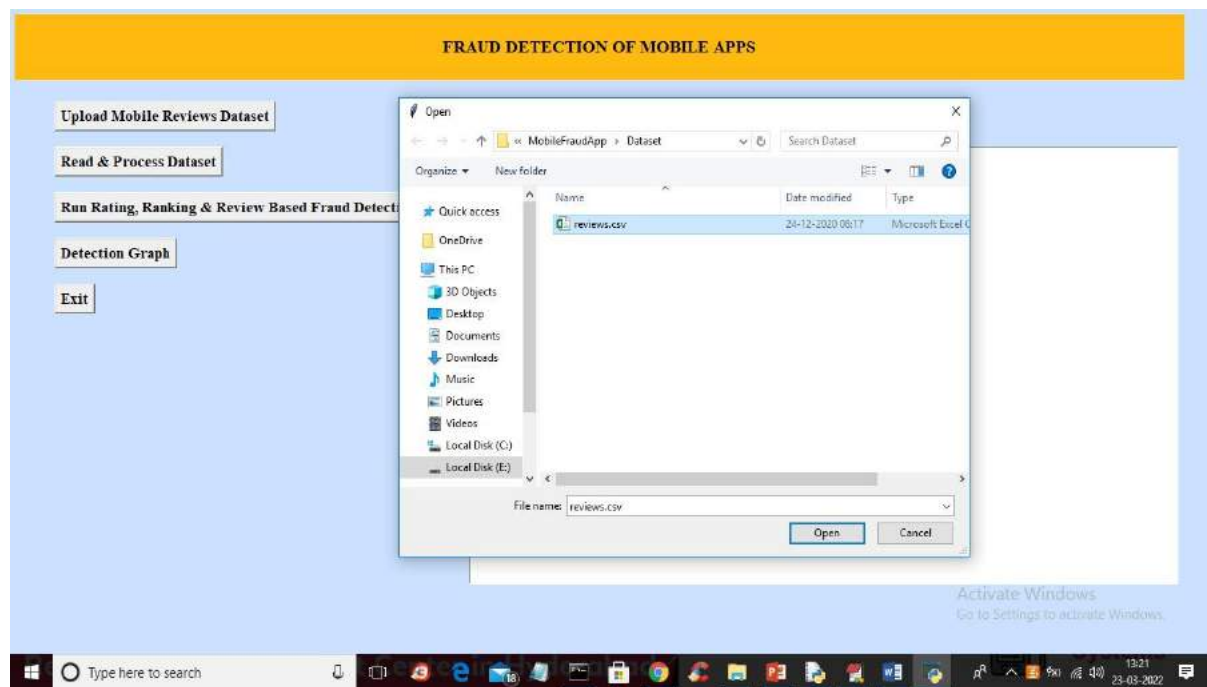 FRAUD DETECTION OF MOBILE APPS
Upload Mobile Reviews Dataset
Read & Process Dataset
Run Rating, Ranking & Review Based Fraud Detecti
Detection Graph
Exit
Open
« MobileFraudApp › Dataset
Search Dataset
Organize
New folder
Name
Date modified
Type
reviews.csv
24-12-2020 06:17
Microsoft Excel C
Quick access
OneDrive
This PC
3D Objects
Desktop
Documents
Downloads
Music
Pictures
Videos
Local Disk (C:)
Local Disk (E:)
File name:
reviews.csv
Open
Cancel
Activate Windows
Go to Settings to activate Windows.
Type here to search
18
13:21
23-03-2022